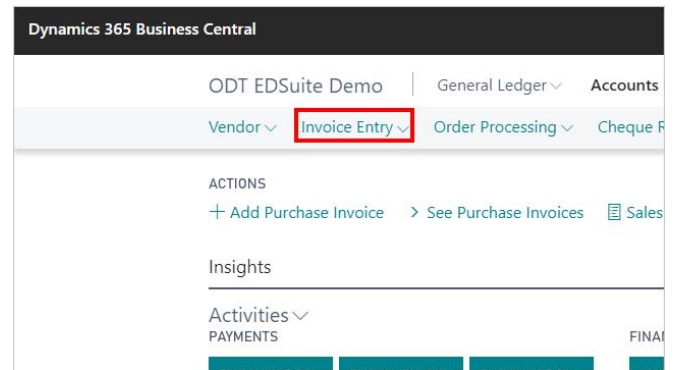 Dynamics 365 Business Central
ODT EDSuite Demo General Ledger Accounts
Vendor Invoice Entry Order Processing Cheque R
ACTIONS
+ Add Purchase Invoice > See Purchase Invoices Sales
Insights
Activities
PAYMENTS FINA